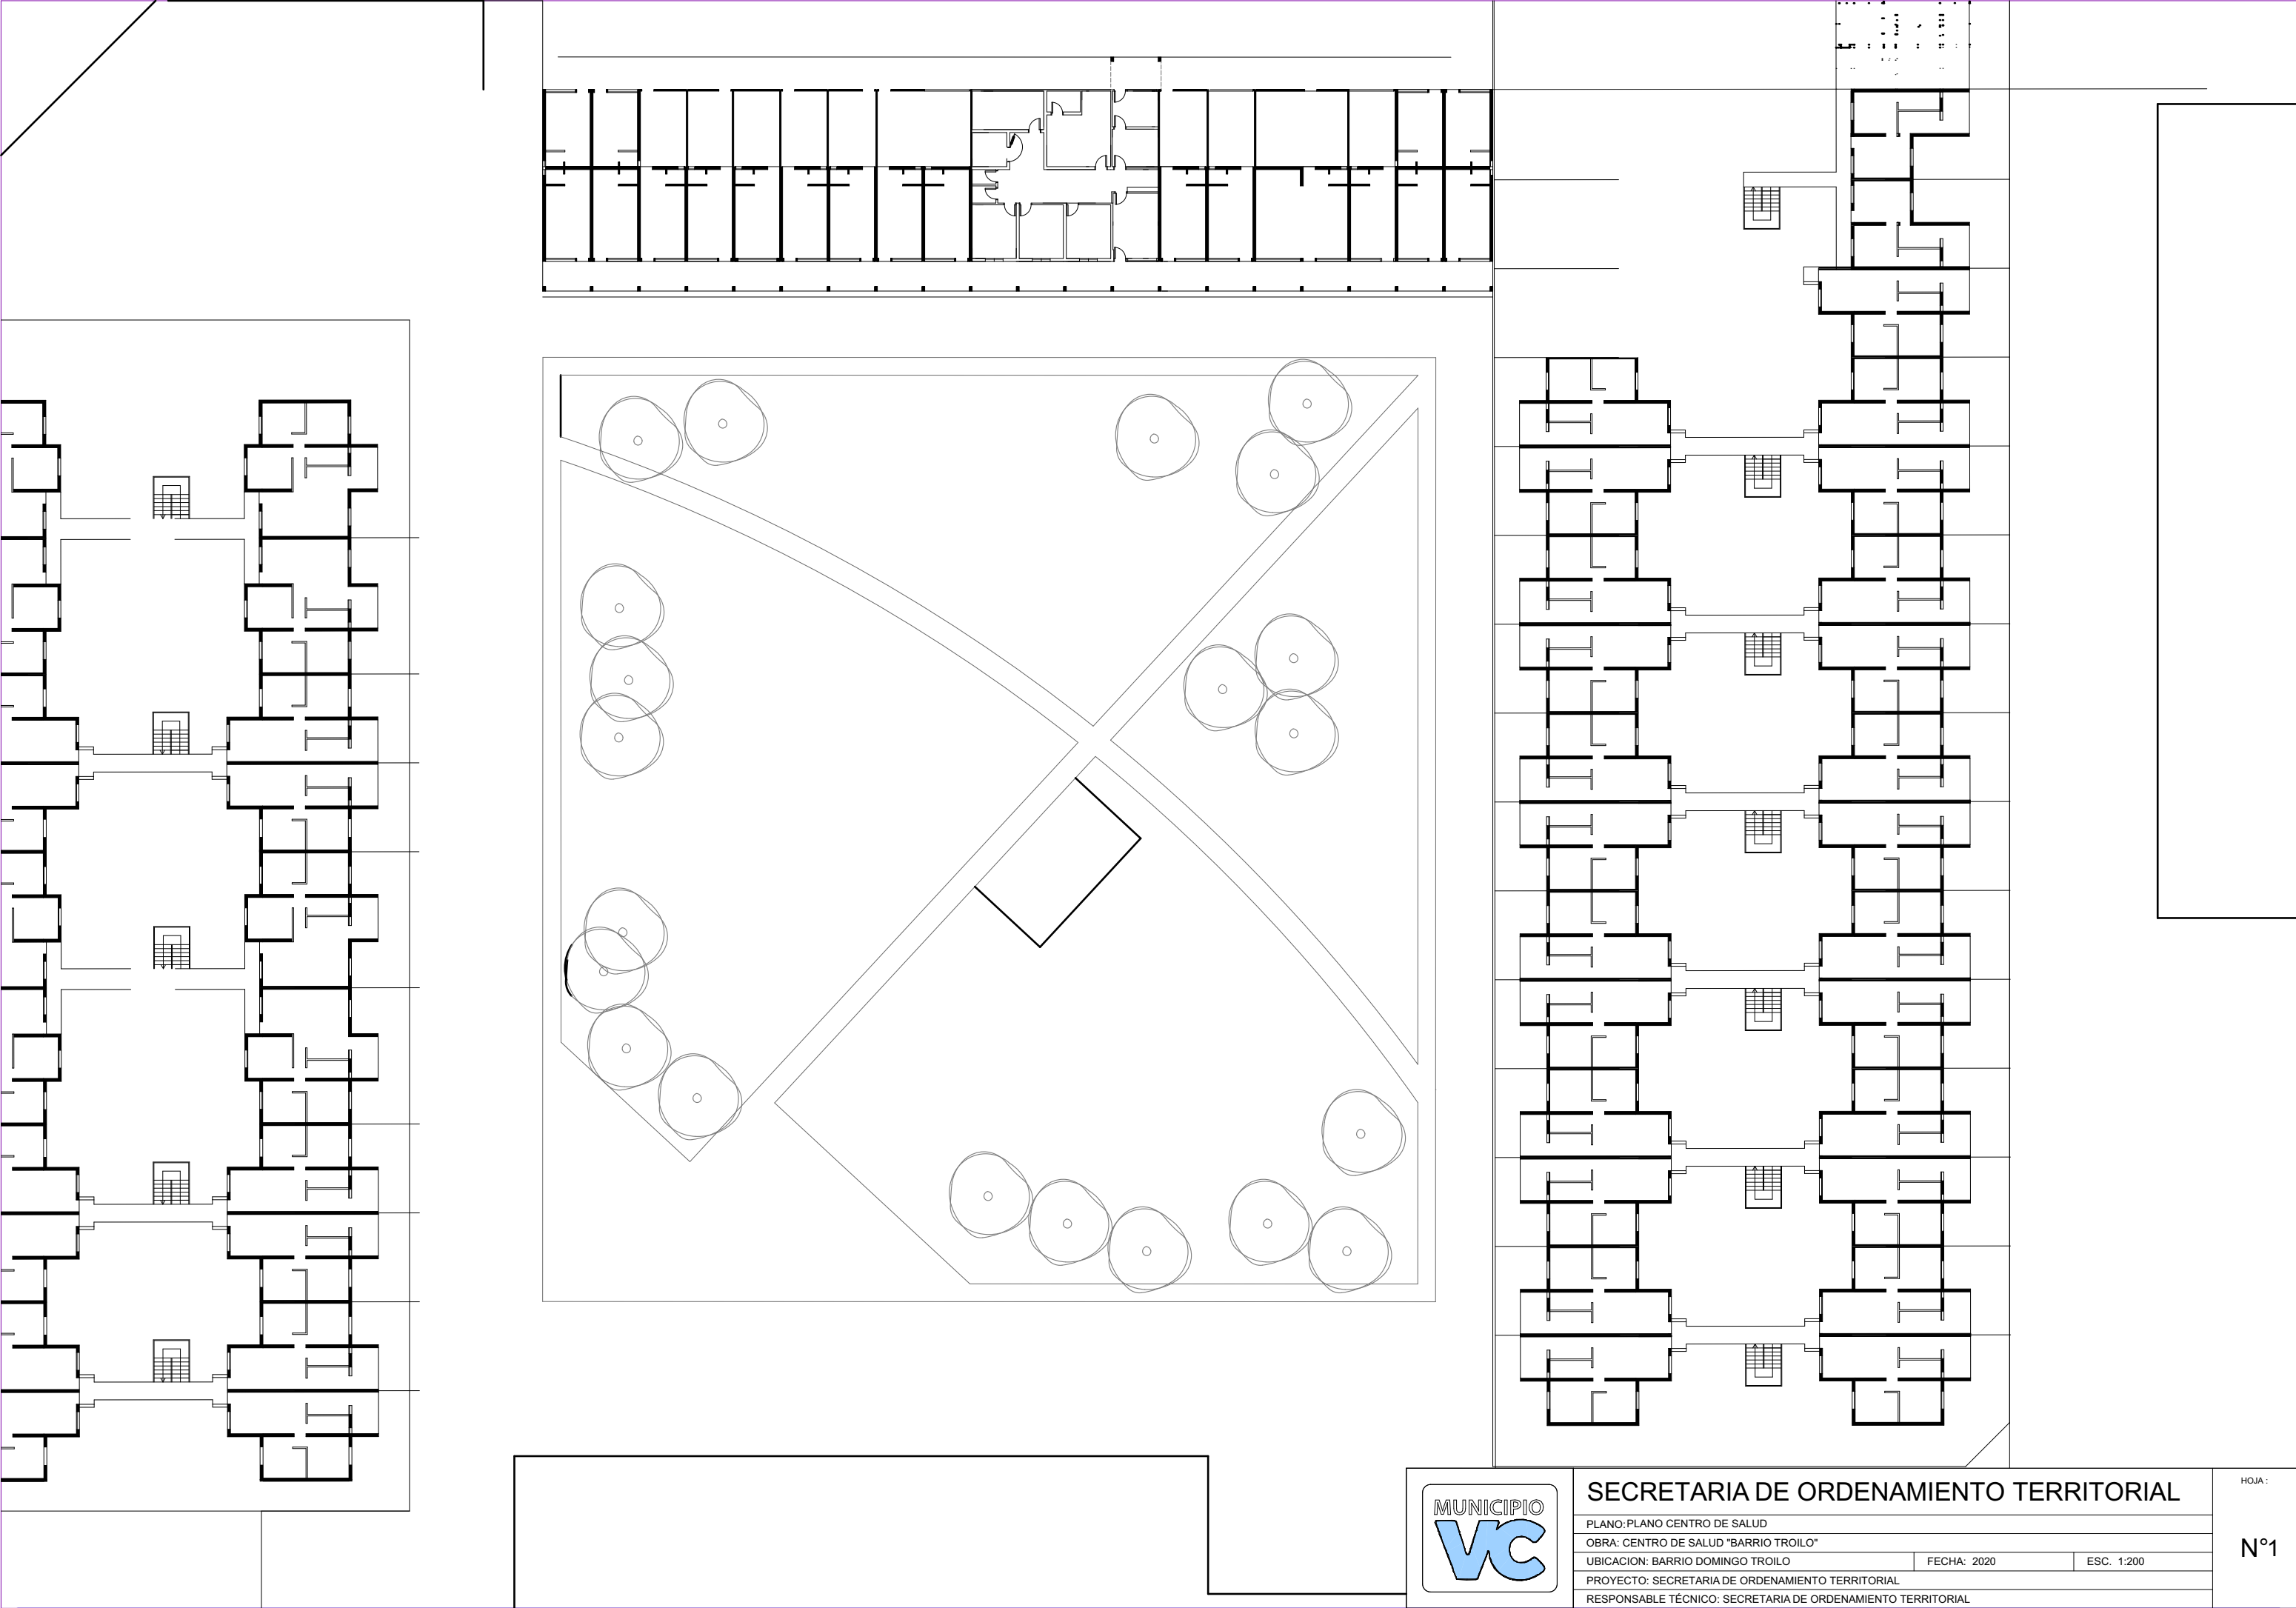 MUNICIPIO
VC
SECRETARIA DE ORDENAMIENTO TERRITORIAL
PLANO: PLANO CENTRO DE SALUD
OBRA: CENTRO DE SALUD "BARRIO TROILO"
UBICACION: BARRIO DOMINGO TROILO
FECHA: 2020
ESC. 1:200
PROYECTO: SECRETARIA DE ORDENAMIENTO TERRITORIAL
RESPONSABLE TÉCNICO: SECRETARIA DE ORDENAMIENTO TERRITORIAL
HOJA :
N°1